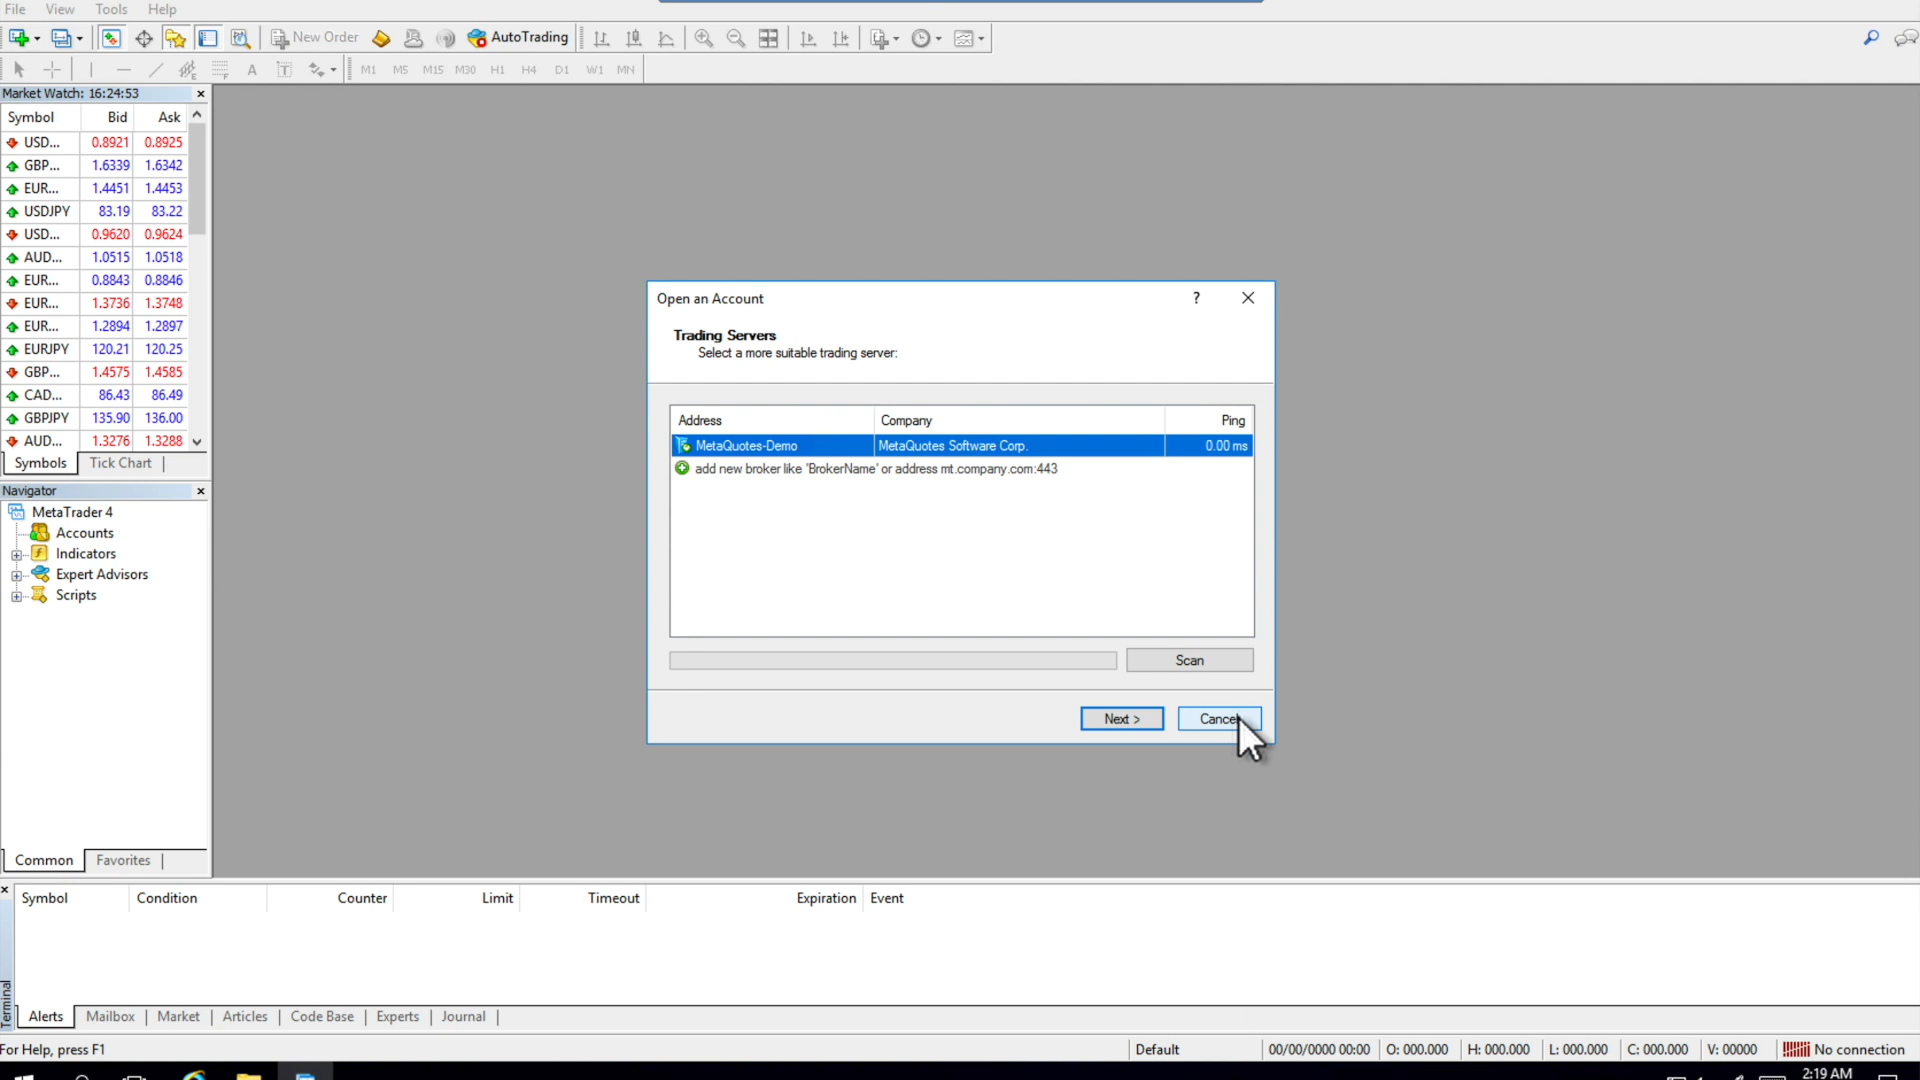 File View Tools Help
New Order AutoTrading
A T M1 M5 M15 M30 H1 H4 D1 W1 MN
Market Watch: 16:24:53
Symbol Bid Ask
USD... 0.8921 0.8925
GBP... 1.6339 1.6342
EUR... 1.4451 1.4453
USDJPY 83.19 83.22
USD... 0.9620 0.9624
AUD... 1.0515 1.0518
EUR... 0.8843 0.8846
EUR... 1.3736 1.3748
EUR... 1.2894 1.2897
EURJPY 120.21 120.25
GBP... 1.4575 1.4585
CAD... 86.43 86.49
GBPJPY 135.90 136.00
AUD... 1.3276 1.3288
Symbols Tick Chart
Navigator
MetaTrader 4
Accounts
Indicators
Expert Advisors
Scripts
Common Favorites
Open an Account ?
Trading Servers
Select a more suitable trading server:
Address Company Ping
MetaQuotes-Demo MetaQuotes Software Corp. 0.00 ms
add new broker like 'BrokerName' or address mt.company.com:443
Scan
Next > Cancel
Symbol Condition Counter Limit Timeout Expiration Event
Terminal
Alerts Mailbox Market Articles Code Base Experts Journal
For Help, press F1 Default 00/00/0000 00:00 O: 000.000 H: 000.000 L: 000.000 C: 000.000 V: 00000 No connection
2:19 AM